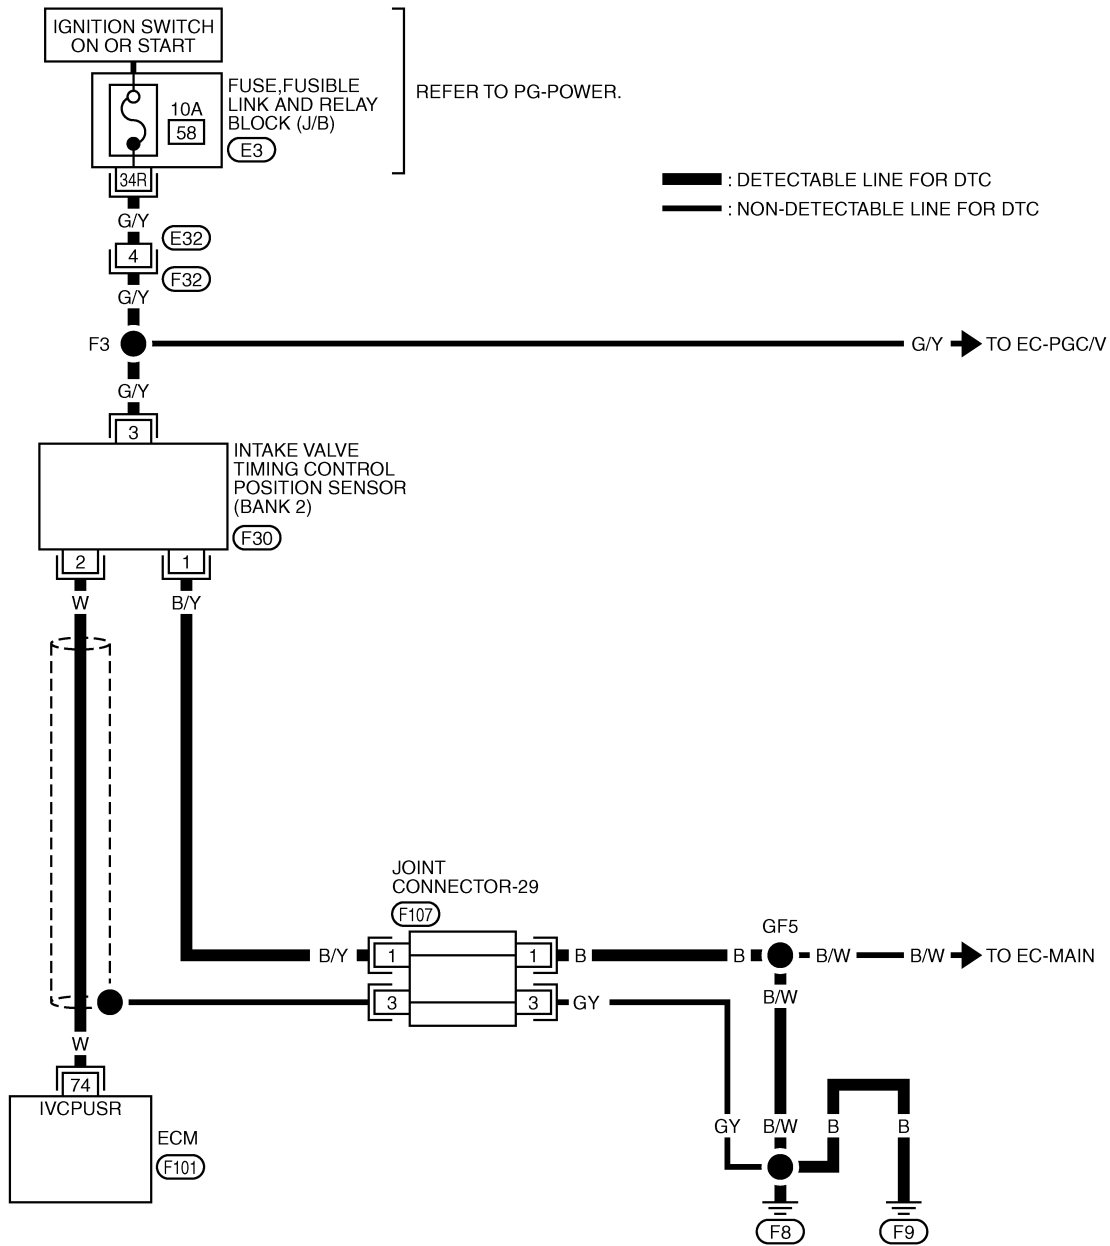 IGNITION SWITCH
ON OR START
FUSE,FUSIBLE
LINK AND RELAY
BLOCK (J/B)
E3
10A
58
REFER TO PG-POWER.
34R
: DETECTABLE LINE FOR DTC
: NON-DETECTABLE LINE FOR DTC
G/Y
E32
4
F32
G/Y
F3
G/Y
TO EC-PGC/V
G/Y
3
INTAKE VALVE
TIMING CONTROL
POSITION SENSOR
(BANK 2)
F30
2
1
W
B/Y
JOINT
CONNECTOR-29
F107
B/Y
1
1
B
B
GF5
B/W
B/W
TO EC-MAIN
3
3
GY
B/W
W
74
IVCPUSR
ECM
F101
GY
B/W
B
B
F8
F9